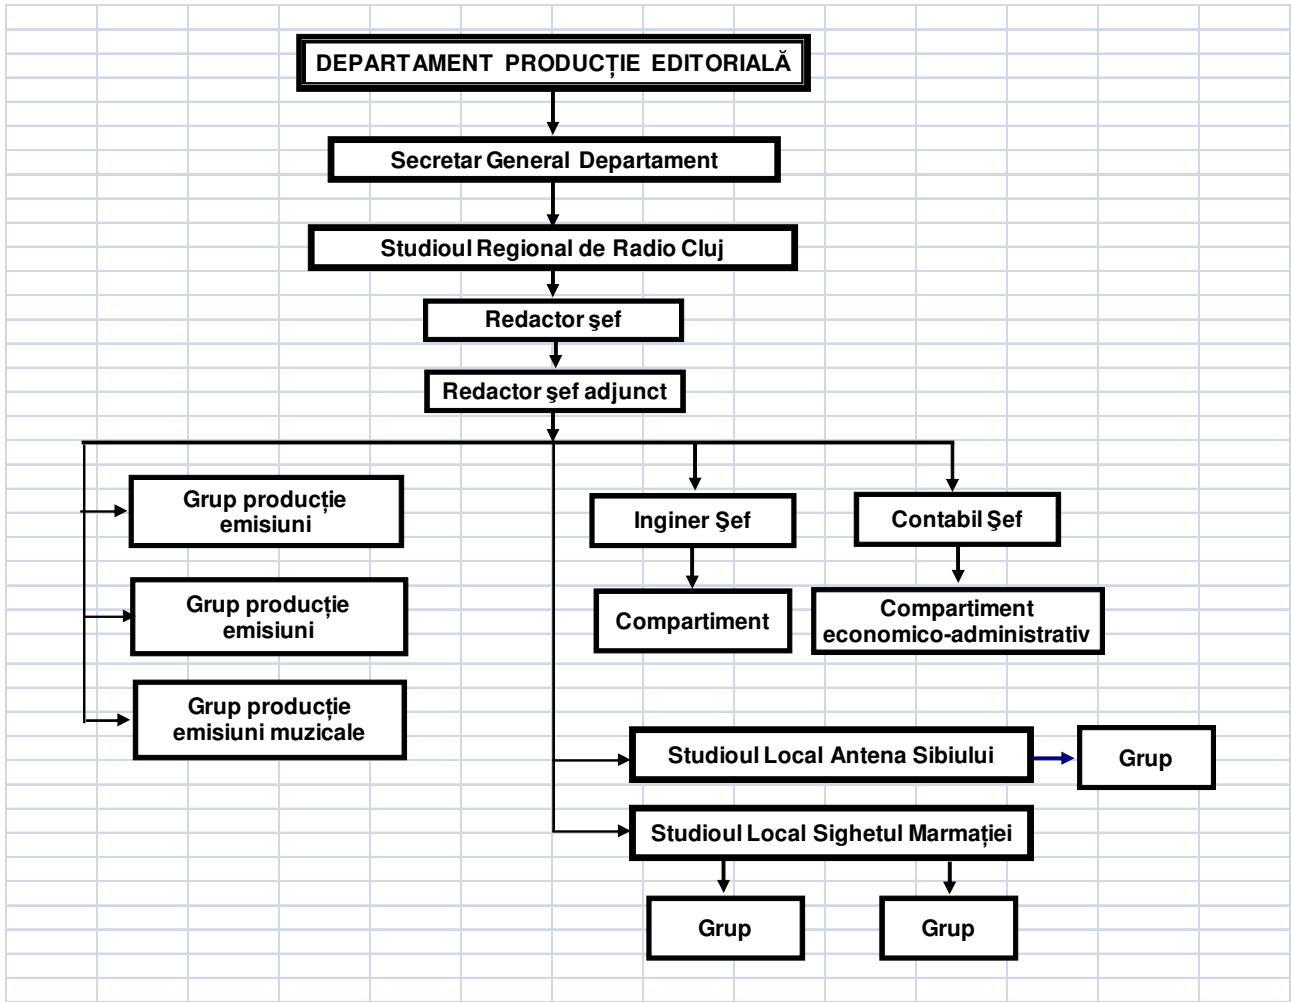 DEPARTAMENT PRODUCȚIE EDITORIALĂ
Secretar General Departament
Studioul Regional de Radio Cluj
Redactor şef
Redactor şef adjunct
Grup producție
emisiuni
Inginer Şef
Contabil Şef
Grup producție
emisiuni
Compartiment
Compartiment
economico-administrativ
Grup producție
emisiuni muzicale
Studioul Local Antena Sibiului
Grup
Studioul Local Sighetul Marmației
Grup
Grup